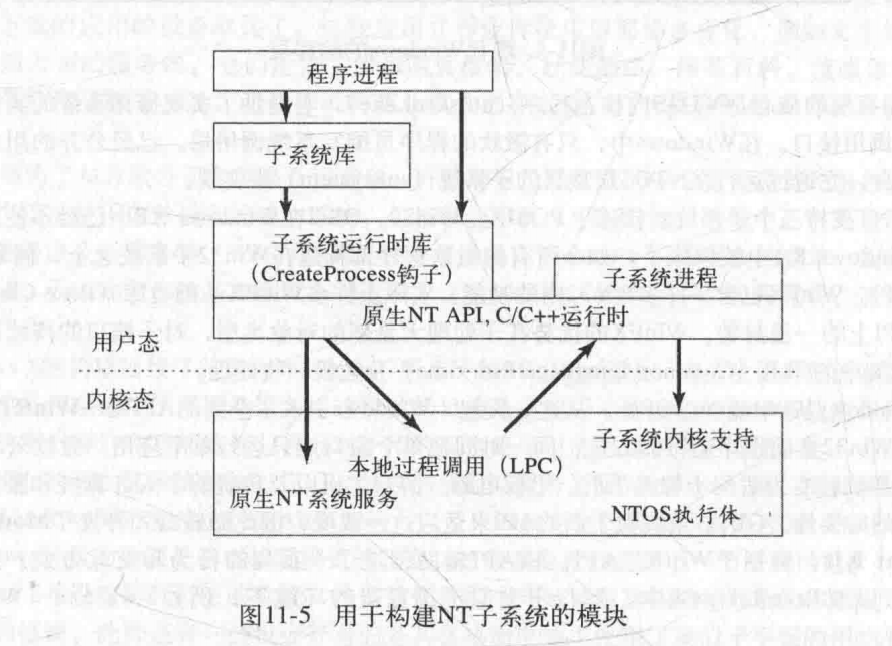 程序进程
子系统库
子系统运行时库
（CreateProcess钩子）
子系统进程
原生NT API, C/C++运行时
用户态
内核态
子系统内核支持
本地过程调用（LPC）
原生NT系统服务
NTOS执行体
图11-5 用于构建NT子系统的模块